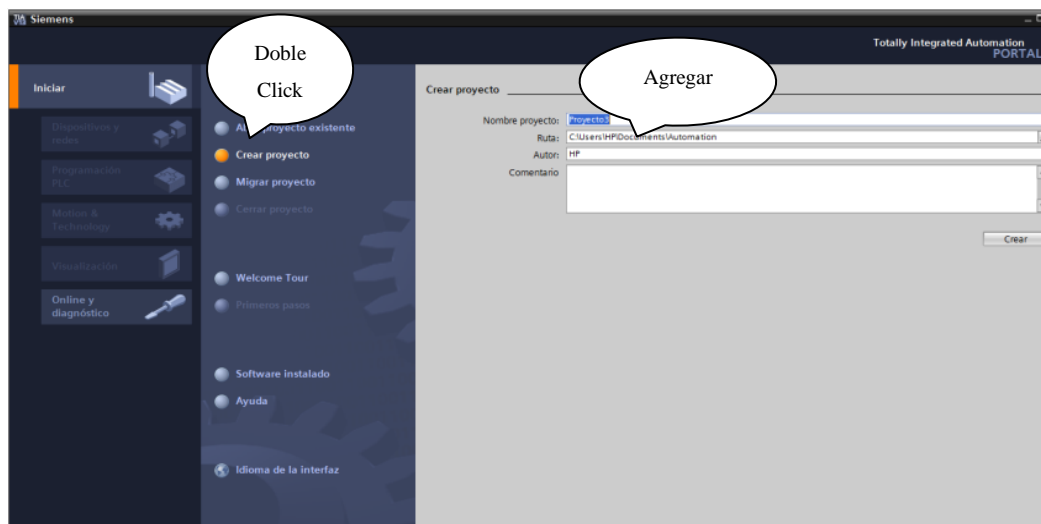 Siemens
Totally Integrated Automation
PORTAL
Doble
Click
Agregar
Iniciar
Dispositivos y
redes
Programación
PLC
Motion &
Technology
Visualización
Online y
diagnóstico
proyecto existente
Crear proyecto
Migrar proyecto
Cerrar proyecto
Welcome Tour
Primeros pasos
Software instalado
Ayuda
Idioma de la interfaz
Crear proyecto
Nombre proyecto: Proyecto3
Ruta: C:\Users\HP\Documents\Automation
Autor: HP
Comentario
Crear